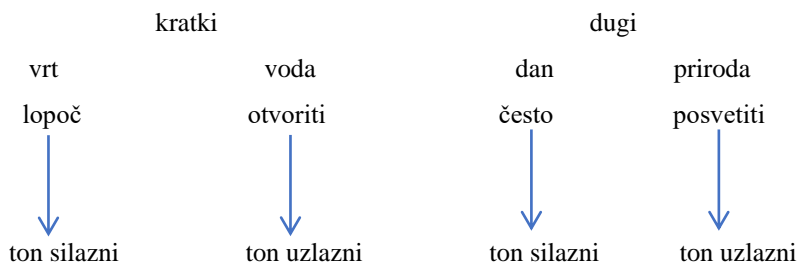 kratki dugi
vrt voda dan priroda
lopoč otvoriti često posvetiti
ton silazni ton uzlazni ton silazni ton uzlazni